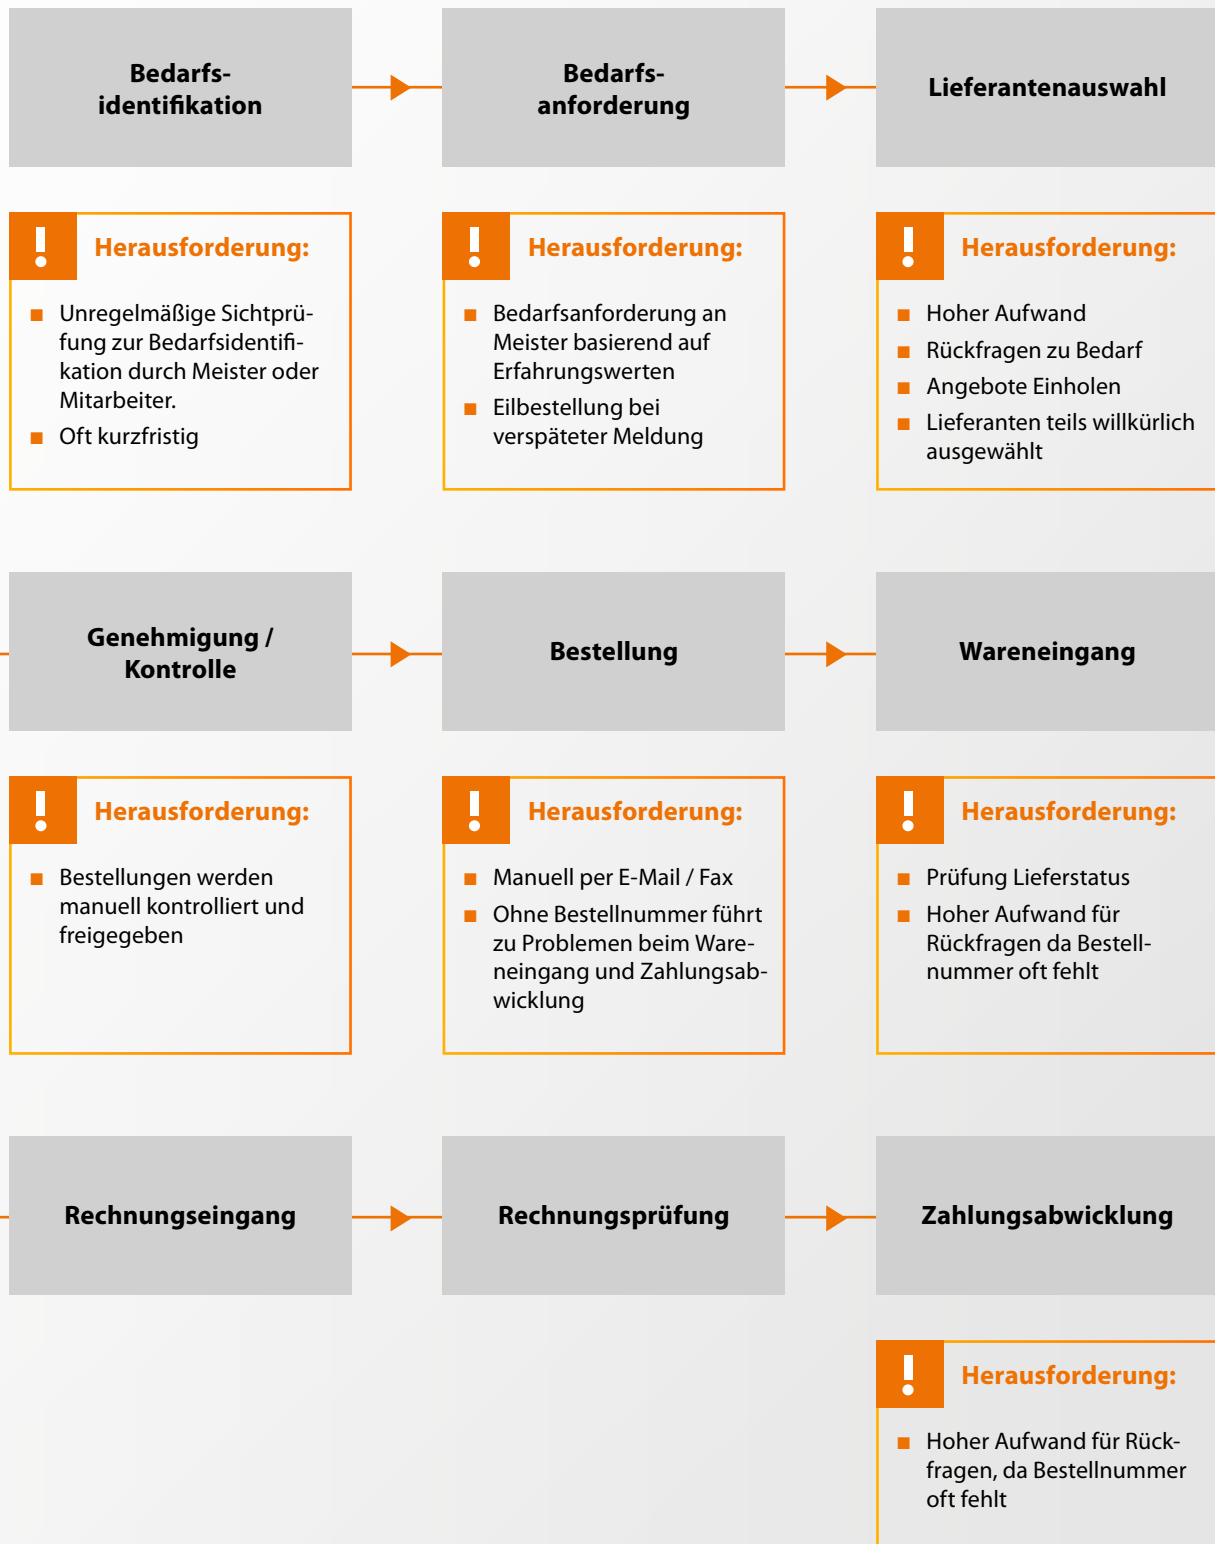 Bedarfs-
identifikation
Bedarfs-
anforderung
Lieferantenauswahl
Herausforderung:
Unregelmäßige Sichtprü-
fung zur Bedarfsidentifi-
kation durch Meister oder
Mitarbeiter.
Oft kurzfristig
Herausforderung:
Bedarfsanforderung an
Meister basierend auf
Erfahrungswerten
Eilbestellung bei
verspäteter Meldung
Herausforderung:
Hoher Aufwand
Rückfragen zu Bedarf
Angebote Einholen
Lieferanten teils willkürlich
ausgewählt
Genehmigung /
Kontrolle
Bestellung
Wareneingang
Herausforderung:
Bestellungen werden
manuell kontrolliert und
freigegeben
Herausforderung:
Manuell per E-Mail / Fax
Ohne Bestellnummer führt
zu Problemen beim Ware-
neingang und Zahlungsab-
wicklung
Herausforderung:
Prüfung Lieferstatus
Hoher Aufwand für
Rückfragen da Bestell-
nummer oft fehlt
Rechnungseingang
Rechnungsprüfung
Zahlungsabwicklung
Herausforderung:
Hoher Aufwand für Rück-
fragen, da Bestellnummer
oft fehlt